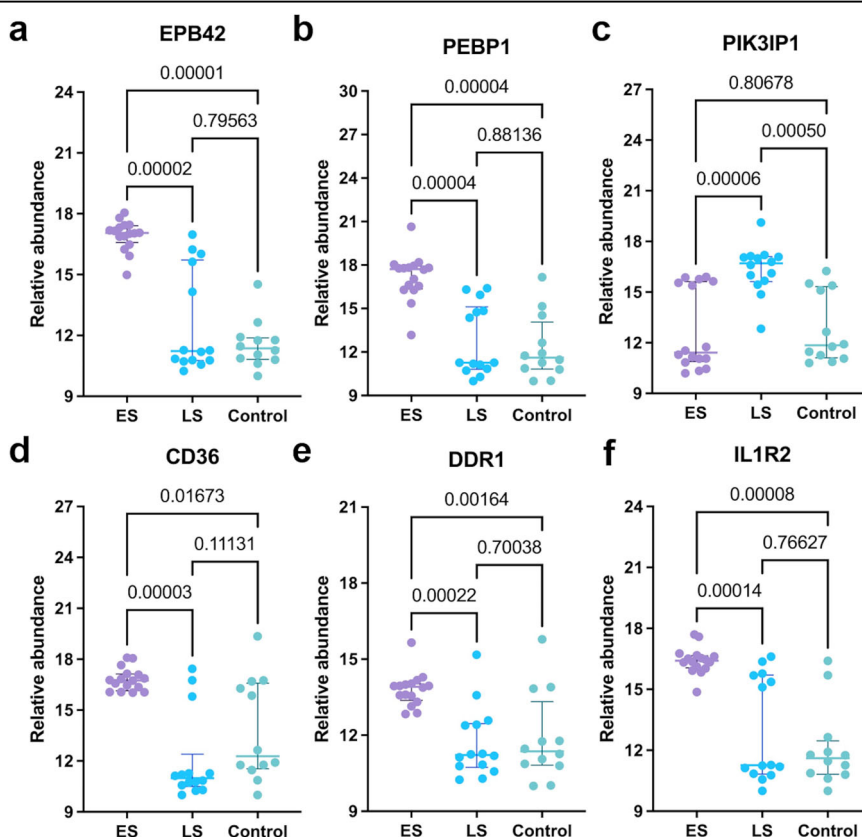 a
EPB42
Relative abundance
24
21
18
15
12
9
0.00001
0.79563
0.00002
ES LS Control
b
PEBP1
Relative abundance
30
27
24
21
18
15
12
9
0.00004
0.88136
0.00004
ES LS Control
c
PIK3IP1
Relative abundance
27
24
21
18
15
12
9
0.80678
0.00050
0.00006
ES LS Control
d
CD36
Relative abundance
27
24
21
18
15
12
9
0.01673
0.11131
0.00003
ES LS Control
e
DDR1
Relative abundance
21
18
15
12
9
0.00164
0.70038
0.00022
ES LS Control
f
IL1R2
Relative abundance
24
21
18
15
12
9
0.00008
0.76627
0.00014
ES LS Control